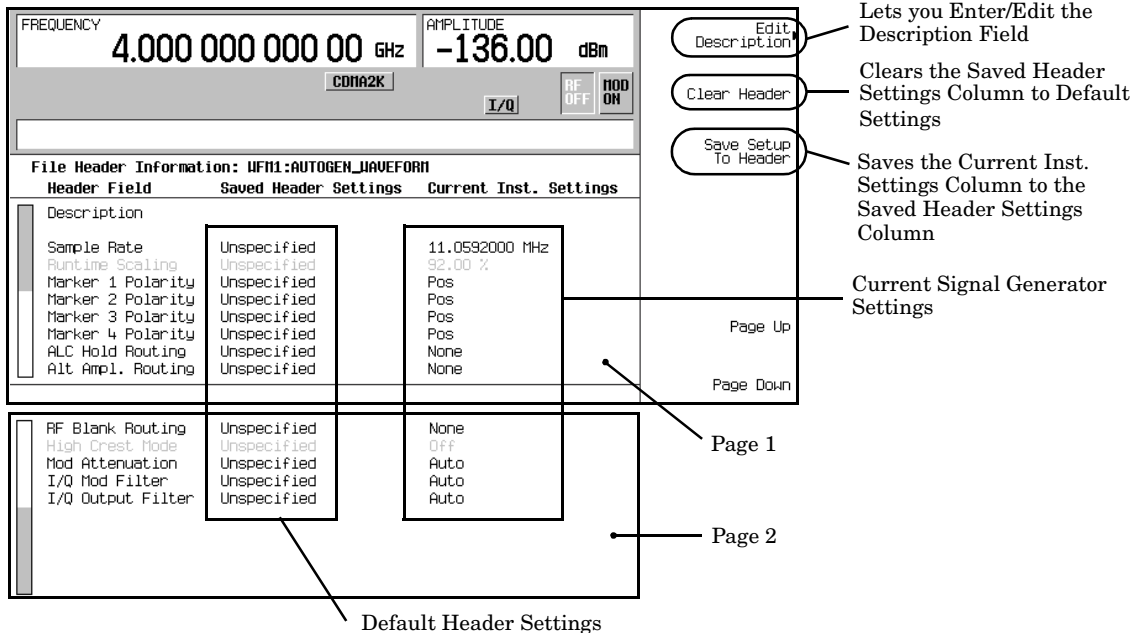 FREQUENCY
4.000 000 000 00 GHz
AMPLITUDE
-136.00 dBm
CDMA2K
I/Q
RF OFF
MOD ON
File Header Information: WFM1:AUTOGEN_WAVEFORM
Header Field Saved Header Settings Current Inst. Settings
Description
Sample Rate Unspecified 11.0592000 MHz
Runtime Scaling Unspecified 92.00 %
Marker 1 Polarity Unspecified Pos
Marker 2 Polarity Unspecified Pos
Marker 3 Polarity Unspecified Pos
Marker 4 Polarity Unspecified Pos
ALC Hold Routing Unspecified None
Alt Ampl. Routing Unspecified None
RF Blank Routing Unspecified None
High Crest Mode Unspecified Off
Mod Attenuation Unspecified Auto
I/Q Mod Filter Unspecified Auto
I/Q Output Filter Unspecified Auto
Edit
Description
Clear Header
Save Setup
To Header
Page Up
Page Down
Lets you Enter/Edit the
Description Field
Clears the Saved Header
Settings Column to Default
Settings
Saves the Current Inst.
Settings Column to the
Saved Header Settings
Column
Current Signal Generator
Settings
Page 1
Page 2
Default Header Settings